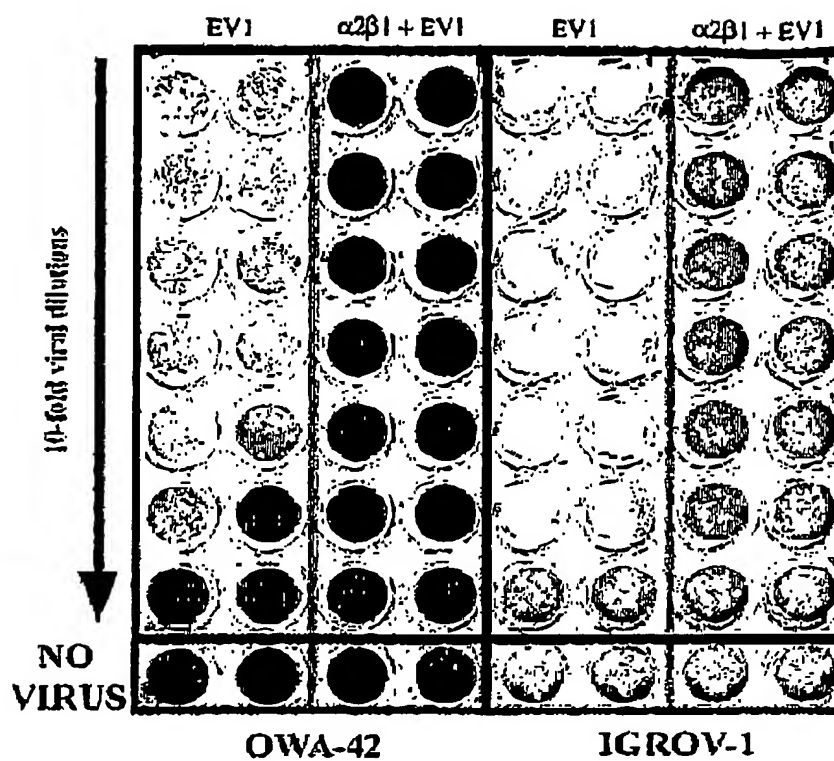 EV1 α2β1 + EV1 EV1 α2β1 + EV1
10-fold viral dilutions
NO
VIRUS
OWA-42 IGROV-1